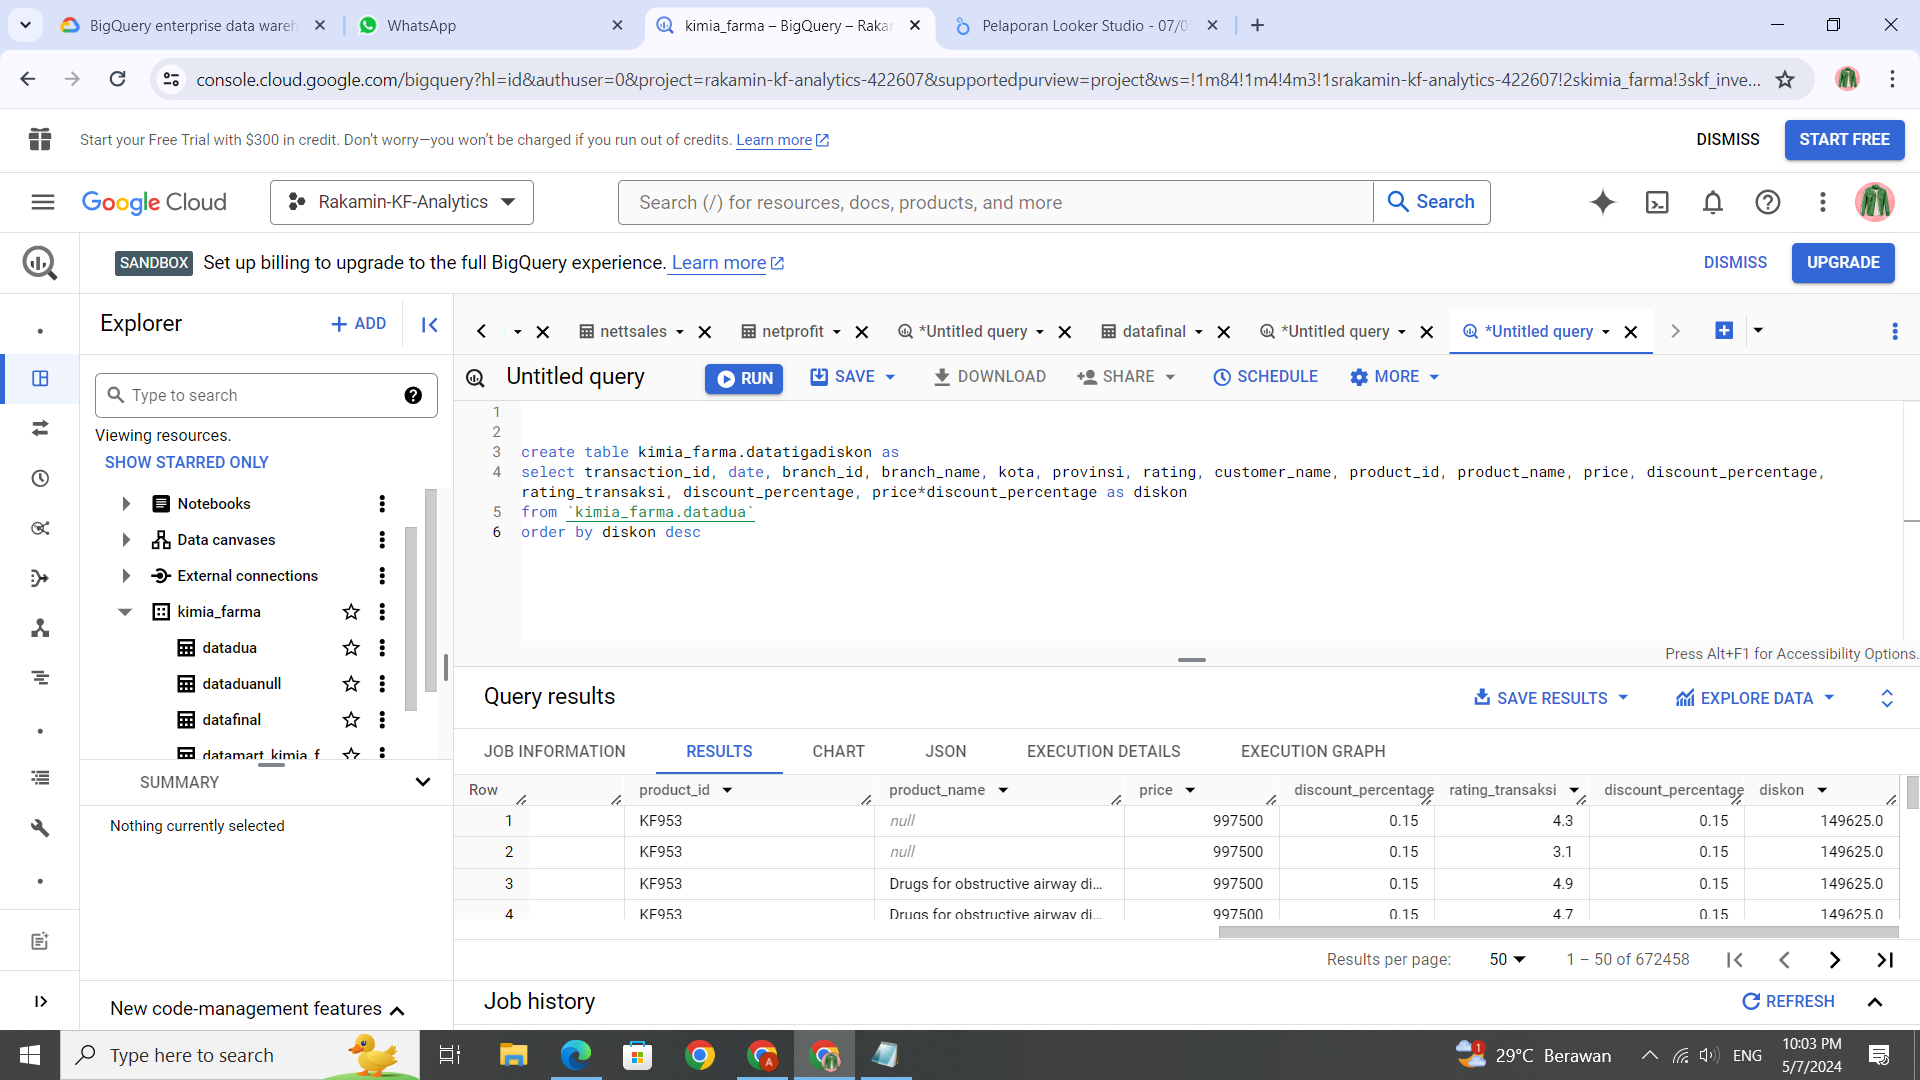 BigQuery enterprise data wareh
WhatsApp
kimia_farma – BigQuery – Rakar
Pelaporan Looker Studio - 07/0
console.cloud.google.com/bigquery?hl=id&authuser=0&project=rakamin-kf-analytics-422607&supportedpurview=project&ws=!1m84!1m4!4m3!1srakamin-kf-analytics-422607!2skimia_farma!3skf_inve...
Start your Free Trial with $300 in credit. Don't worry—you won't be charged if you run out of credits. Learn more
DISMISS
START FREE
Google Cloud
Rakamin-KF-Analytics
Search (/) for resources, docs, products, and more
Search
SANDBOX
Set up billing to upgrade to the full BigQuery experience. Learn more
DISMISS
UPGRADE
Explorer
+ ADD
nettsales
netprofit
*Untitled query
datafinal
*Untitled query
*Untitled query
Untitled query
RUN
SAVE
DOWNLOAD
SHARE
SCHEDULE
MORE
Type to search
Viewing resources.
SHOW STARRED ONLY
Notebooks
Data canvases
External connections
kimia_farma
datadua
dataduanull
datafinal
datamart_kimia_f
SUMMARY
Nothing currently selected
New code-management features
1
2
3 create table kimia_farma.datatigadiskon as
4 select transaction_id, date, branch_id, branch_name, kota, provinsi, rating, customer_name, product_id, product_name, price, discount_percentage,
rating_transaksi, discount_percentage, price*discount_percentage as diskon
5 from `kimia_farma.datadua`
6 order by diskon desc
Press Alt+F1 for Accessibility Options.
Query results
SAVE RESULTS
EXPLORE DATA
JOB INFORMATION
RESULTS
CHART
JSON
EXECUTION DETAILS
EXECUTION GRAPH
Row product_id product_name price discount_percentage rating_transaksi discount_percentage diskon
1 KF953 null 997500 0.15 4.3 0.15 149625.0
2 KF953 null 997500 0.15 3.1 0.15 149625.0
3 KF953 Drugs for obstructive airway di... 997500 0.15 4.9 0.15 149625.0
4 KF953 Drugs for obstructive airway di... 997500 0.15 4.7 0.15 149625.0
Results per page: 50 1 – 50 of 672458
Job history
REFRESH
Type here to search
1
29°C Berawan
ENG
10:03 PM
5/7/2024